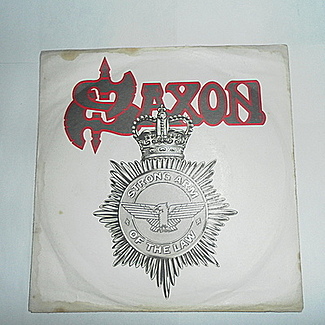 SAXON
STRONG ARM
OF THE LAW